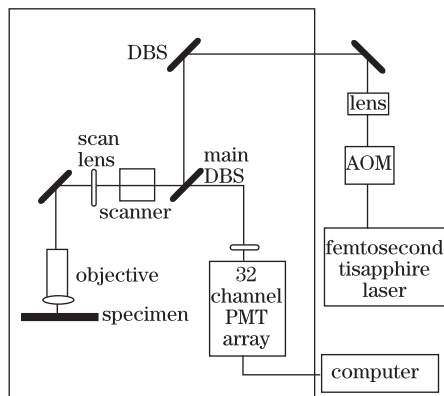 DBS
lens
scan
lens
main
DBS
AOM
scanner
femtosecond
tisapphire
laser
objective
32
channel
PMT
array
specimen
computer